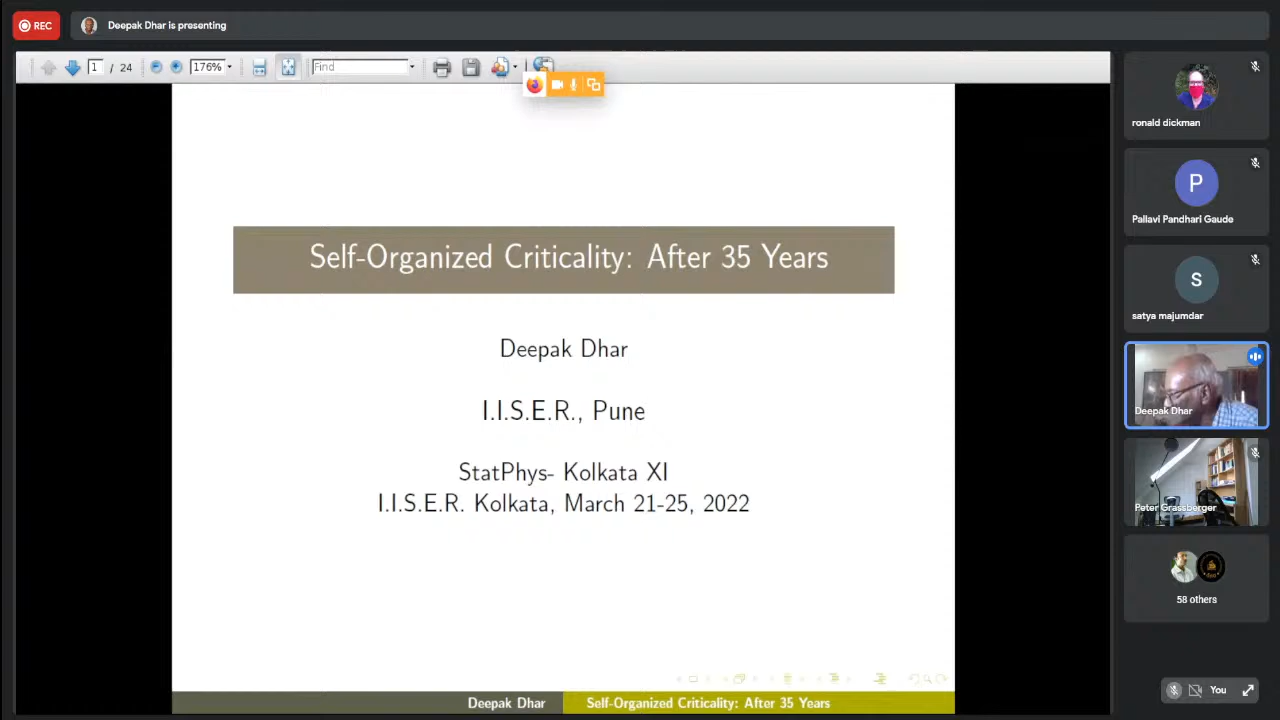 REC
Deepak Dhar is presenting
1 / 24
176%
Find
Self-Organized Criticality: After 35 Years
Deepak Dhar
I.I.S.E.R., Pune
StatPhys- Kolkata XI
I.I.S.E.R. Kolkata, March 21-25, 2022
Deepak Dhar
Self-Organized Criticality: After 35 Years
ronald dickman
P
Pallavi Pandhari Gaude
S
satya majumdar
Deepak Dhar
Peter Grassberger
58 others
You